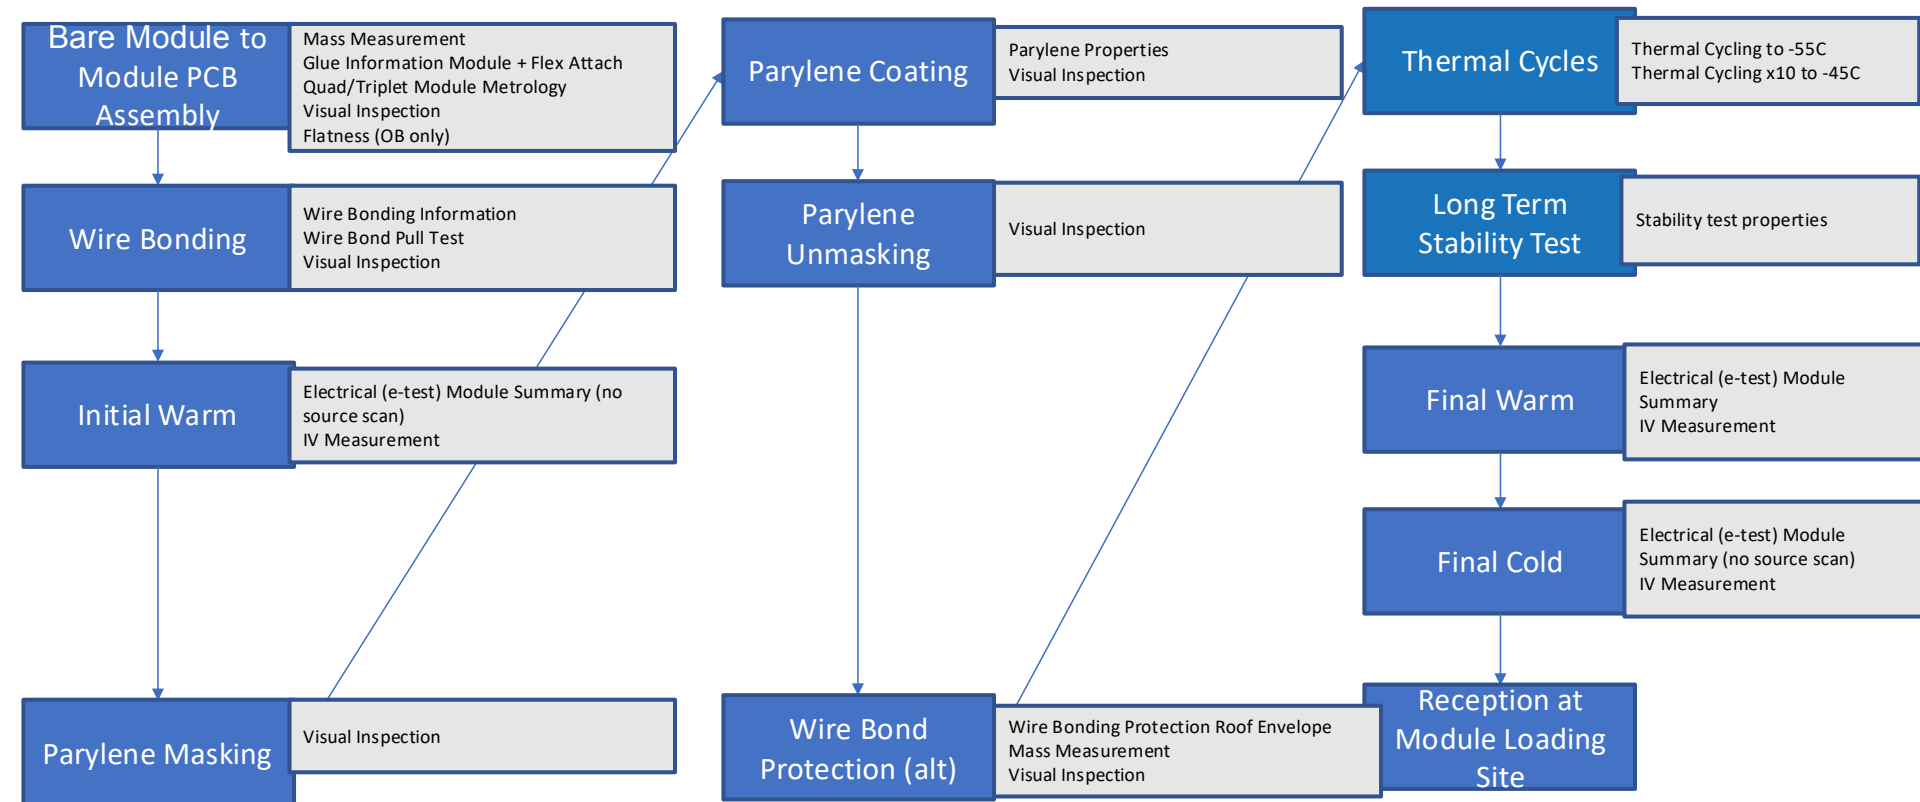 Bare Module to
Module PCB
Assembly
Mass Measurement
Glue Information Module + Flex Attach
Quad/Triplet Module Metrology
Visual Inspection
Flatness (OB only)
Wire Bonding
Wire Bonding Information
Wire Bond Pull Test
Visual Inspection
Initial Warm
Electrical (e-test) Module Summary (no
source scan)
IV Measurement
Parylene Masking
Visual Inspection
Parylene Coating
Parylene Properties
Visual Inspection
Parylene
Unmasking
Visual Inspection
Wire Bond
Protection (alt)
Wire Bonding Protection Roof Envelope
Mass Measurement
Visual Inspection
Thermal Cycles
Thermal Cycling to -55C
Thermal Cycling x10 to -45C
Long Term
Stability Test
Stability test properties
Final Warm
Electrical (e-test) Module
Summary
IV Measurement
Final Cold
Electrical (e-test) Module
Summary (no source scan)
IV Measurement
Reception at
Module Loading
Site